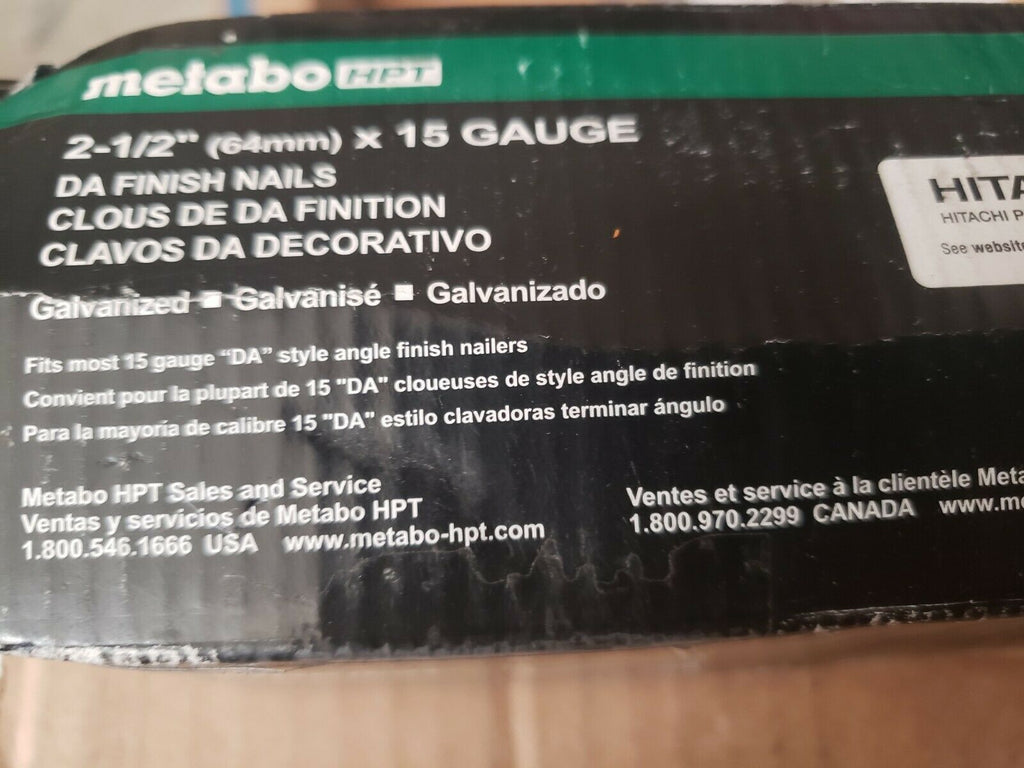 metabo HPT
2-1/2" (64mm) x 15 GAUGE
DA FINISH NAILS
CLOUS DE DA FINITION
CLAVOS DA DECORATIVO
Galvanized ■ Galvanisé ■ Galvanizado
Fits most 15 gauge “DA” style angle finish nailers
Convient pour la plupart de 15 "DA" cloueuses de style angle de finition
Para la mayoría de calibre 15 "DA" estilo clavadoras terminar ángulo
Metabo HPT Sales and Service
Ventas y servicios de Metabo HPT
1.800.546.1666 USA www.metabo-hpt.com
Ventes et service à la clientèle Meta
1.800.970.2299 CANADA www.me
HITA
HITACHI P
See website